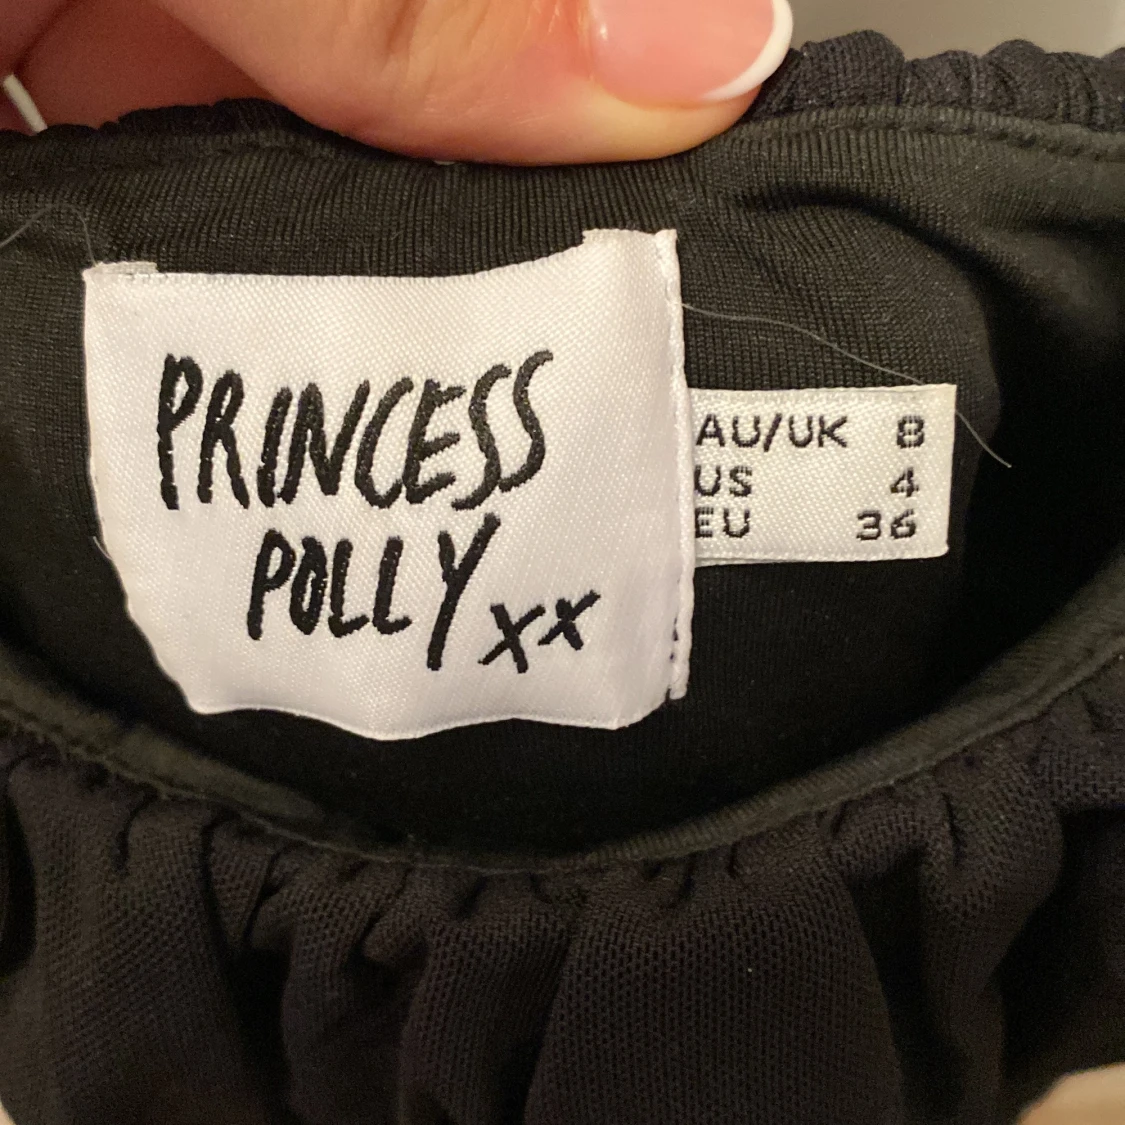 PRINCESS
POLLY xx
AU/UK 8
US 4
EU 36